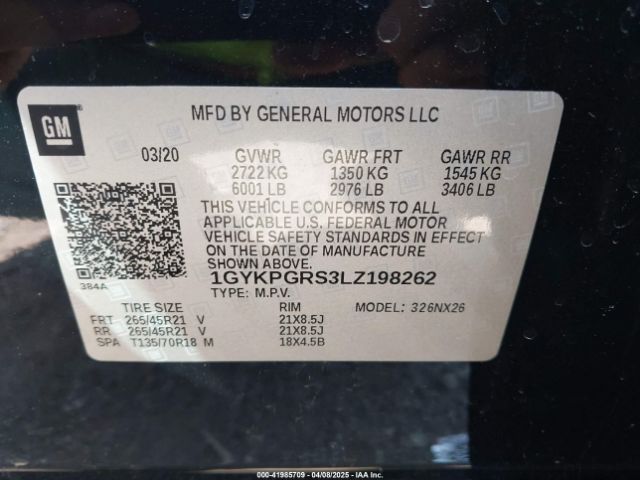 GM
MFD BY GENERAL MOTORS LLC
03/20 GVWR GAWR FRT GAWR RR
2722 KG 1350 KG 1545 KG
6001 LB 2976 LB 3406 LB
THIS VEHICLE CONFORMS TO ALL
APPLICABLE U.S. FEDERAL MOTOR
VEHICLE SAFETY STANDARDS IN EFFECT
ON THE DATE OF MANUFACTURE
SHOWN ABOVE.
384A 1GYKPGRS3LZ198262
TYPE: M.P.V.
TIRE SIZE RIM MODEL: 326NX26
FRT 265/45R21 V 21X8.5J
RR 265/45R21 V 21X8.5J
SPA T135/70R18 M 18X4.5B
000-41985709 - 04/08/2025 - IAA Inc.